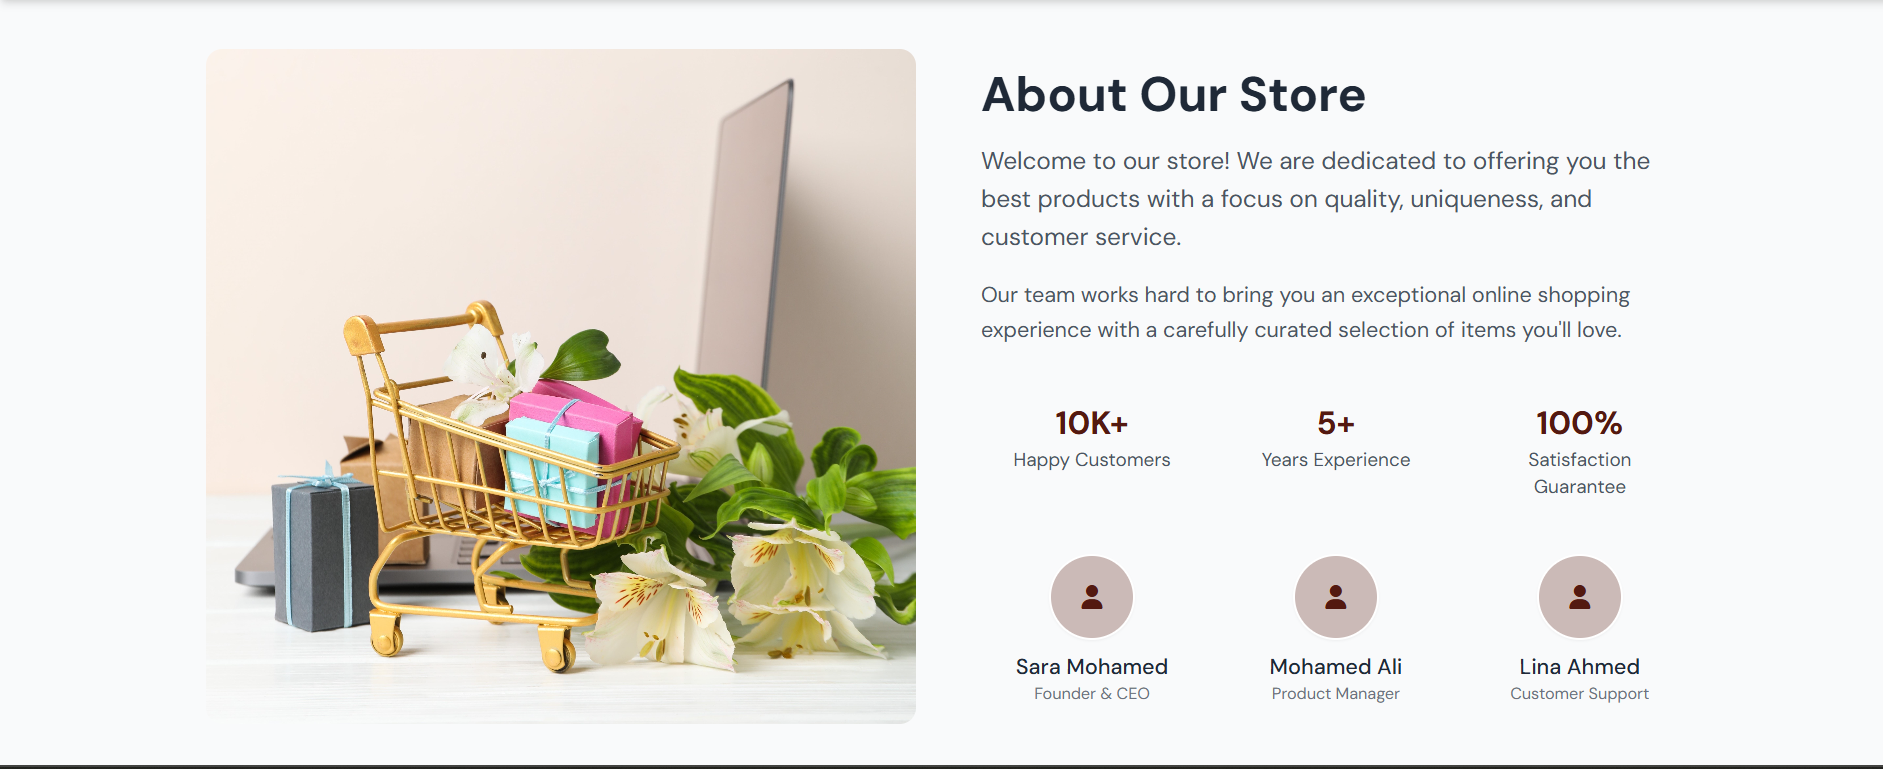 About Our Store
Welcome to our store! We are dedicated to offering you the
best products with a focus on quality, uniqueness, and
customer service.
Our team works hard to bring you an exceptional online shopping
experience with a carefully curated selection of items you'll love.
10K+
Happy Customers
5+
Years Experience
100%
Satisfaction
Guarantee
Sara Mohamed
Founder & CEO
Mohamed Ali
Product Manager
Lina Ahmed
Customer Support